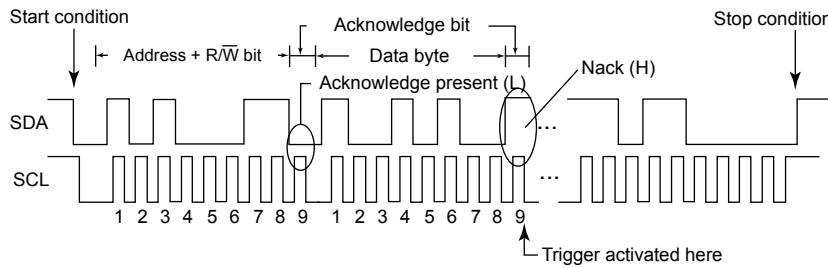 Start condition
Acknowledge bit
Stop condition
Address + R/W̅ bit
Data byte
Nack (H)
Acknowledge present (L)
SDA
...
SCL
...
1 2 3 4 5 6 7 8 9 1 2 3 4 5 6 7 8 9
Trigger activated here